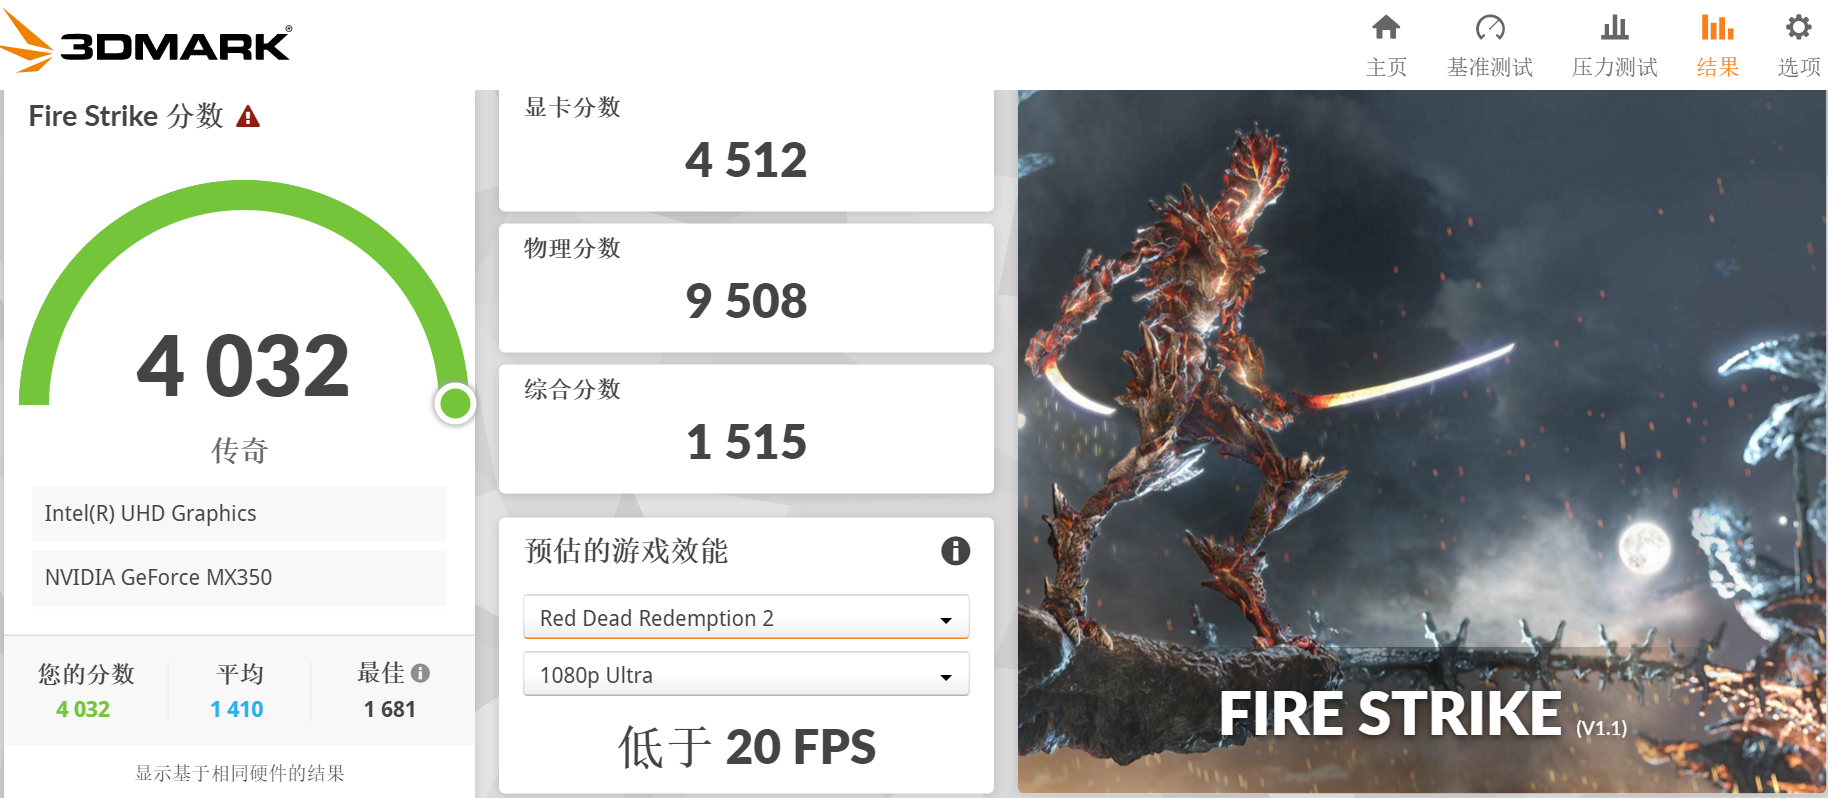 3DMARK®
主页
基准测试
压力测试
结果
选项
Fire Strike 分数
4 032
传奇
Intel(R) UHD Graphics
NVIDIA GeForce MX350
您的分数
4 032
平均
1 410
最佳
1 681
显示基于相同硬件的结果
显卡分数
4 512
物理分数
9 508
综合分数
1 515
预估的游戏效能
Red Dead Redemption 2
1080p Ultra
低于 20 FPS
FIRE STRIKE (V1.1)